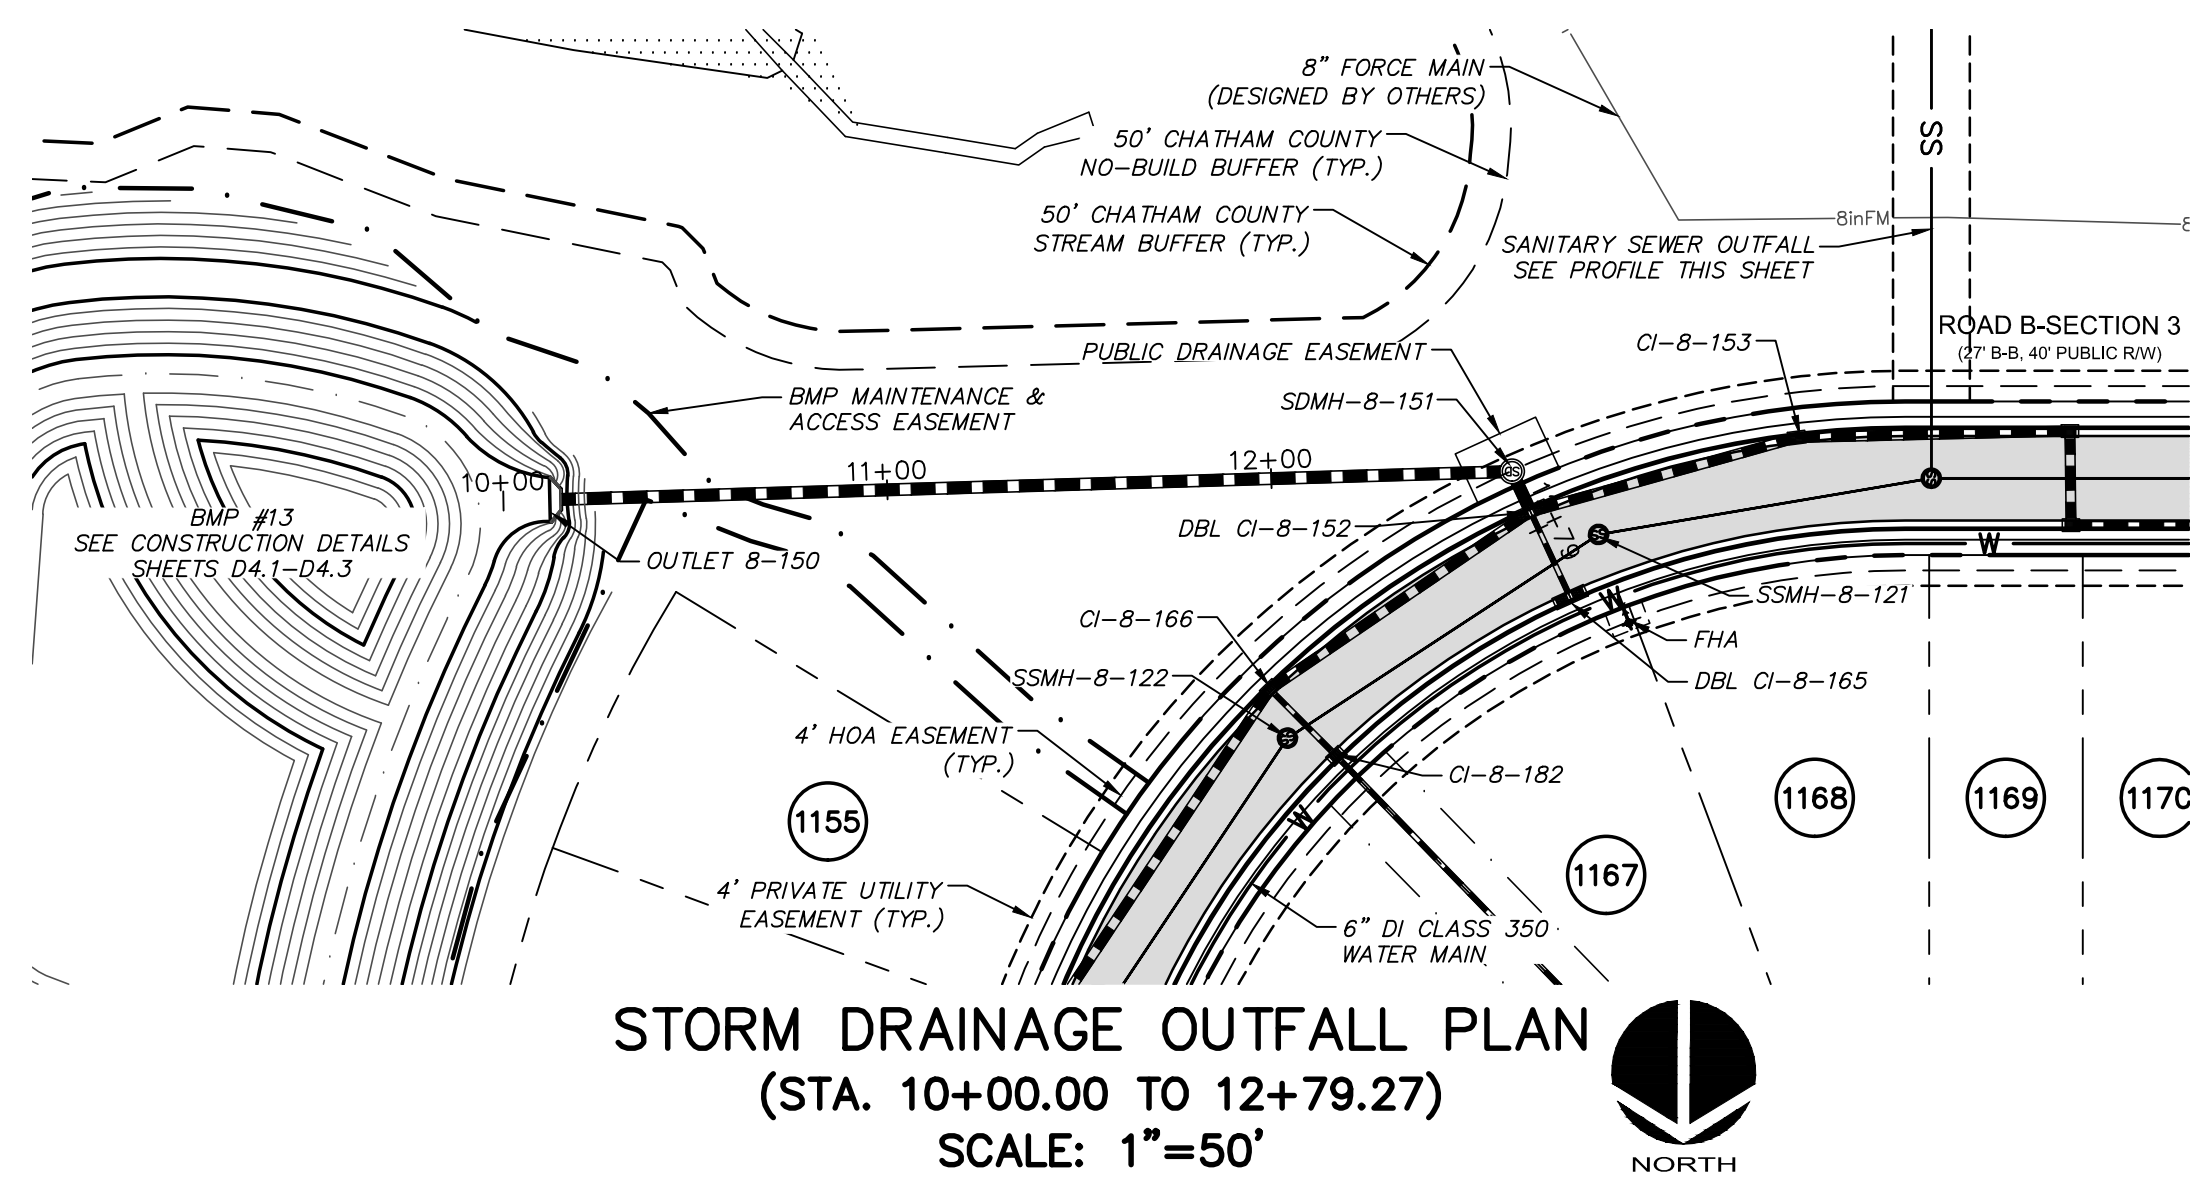 8" FORCE MAIN
(DESIGNED BY OTHERS)
50' CHATHAM COUNTY
NO-BUILD BUFFER (TYP.)
50' CHATHAM COUNTY
STREAM BUFFER (TYP.)
SS
8inFM
8
SANITARY SEWER OUTFALL
SEE PROFILE THIS SHEET
ROAD B-SECTION 3
(27' B-B, 40' PUBLIC R/W)
CI-8-153
PUBLIC DRAINAGE EASEMENT
BMP MAINTENANCE &
ACCESS EASEMENT
SDMH-8-151
10+00
11+00
12+00
SD
SS
BMP #13
SEE CONSTRUCTION DETAILS
SHEETS D4.1-D4.3
DBL CI-8-152
+79
SS
W
OUTLET 8-150
SSMH-8-121
W
CI-8-166
FHA
SSMH-8-122
DBL CI-8-165
SS
4' HOA EASEMENT
(TYP.)
CI-8-182
1155
W
1168
1169
1170
1167
4' PRIVATE UTILITY
EASEMENT (TYP.)
6" DI CLASS 350
WATER MAIN
STORM DRAINAGE OUTFALL PLAN
(STA. 10+00.00 TO 12+79.27)
SCALE: 1"=50'
NORTH